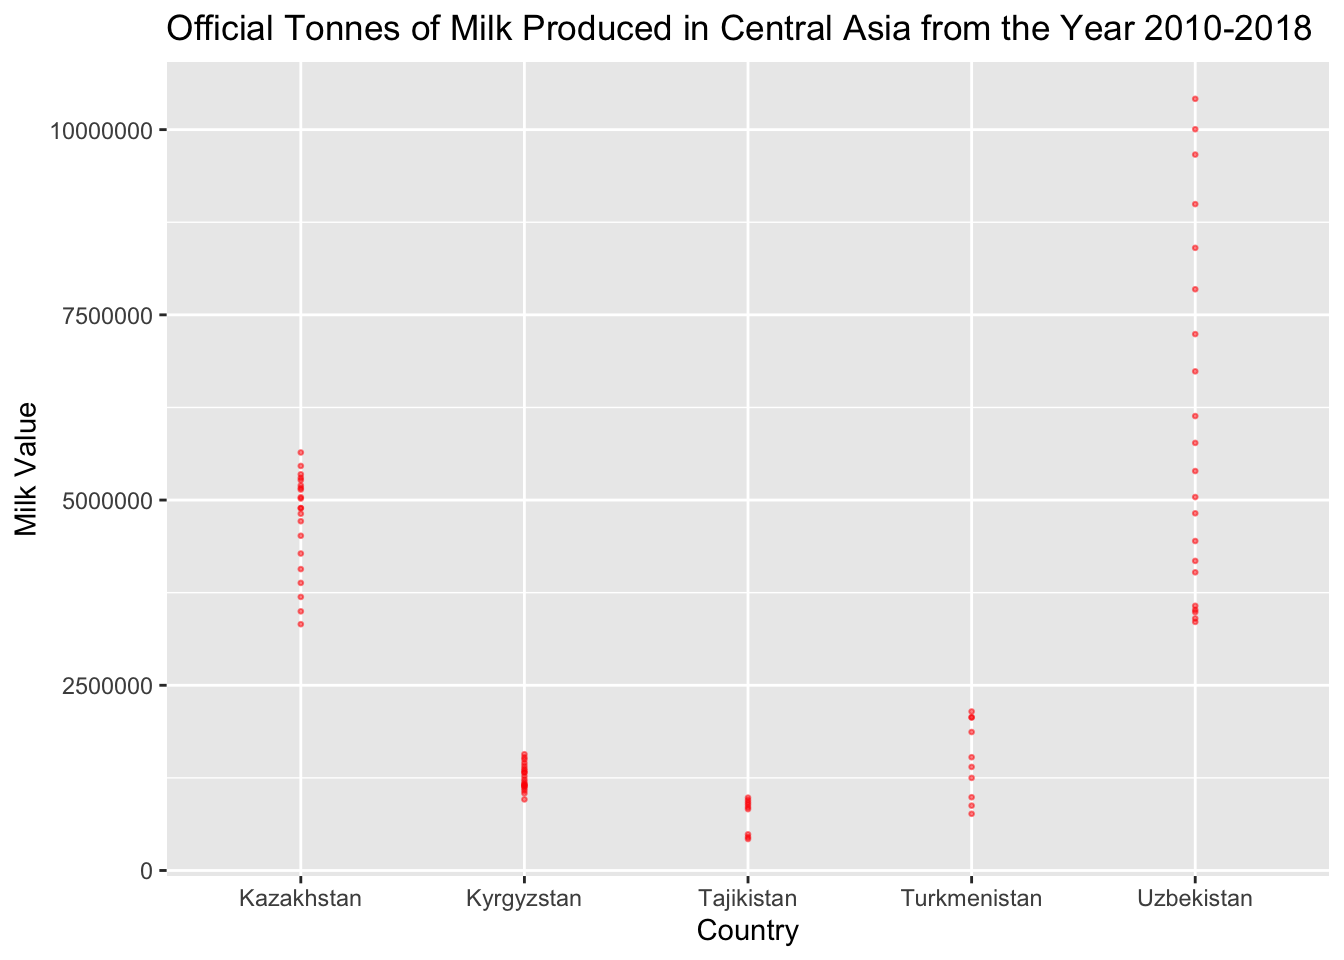 Official Tonnes of Milk Produced in Central Asia from the Year 2010-2018
10000000
7500000
5000000
2500000
0
Milk Value
Kazakhstan Kyrgyzstan Tajikistan Turkmenistan Uzbekistan
Country